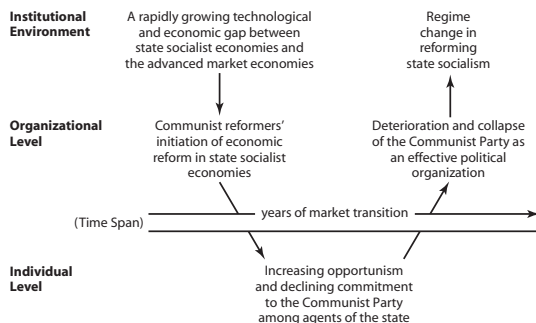 Institutional
Environment
A rapidly growing technological
and economic gap between
state socialist economies and
the advanced market economies
Regime
change in
reforming
state socialism
Organizational
Level
Communist reformers’
initiation of economic
reform in state socialist
economies
Deterioration and collapse
of the Communist Party as
an effective political
organization
(Time Span)
years of market transition
Individual
Level
Increasing opportunism
and declining commitment
to the Communist Party
among agents of the state